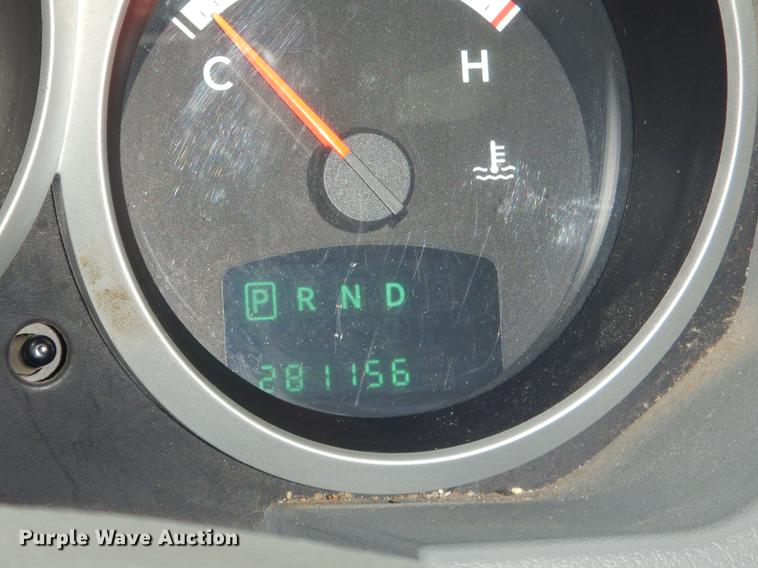 C H
P R N D
281156
Purple Wave Auction